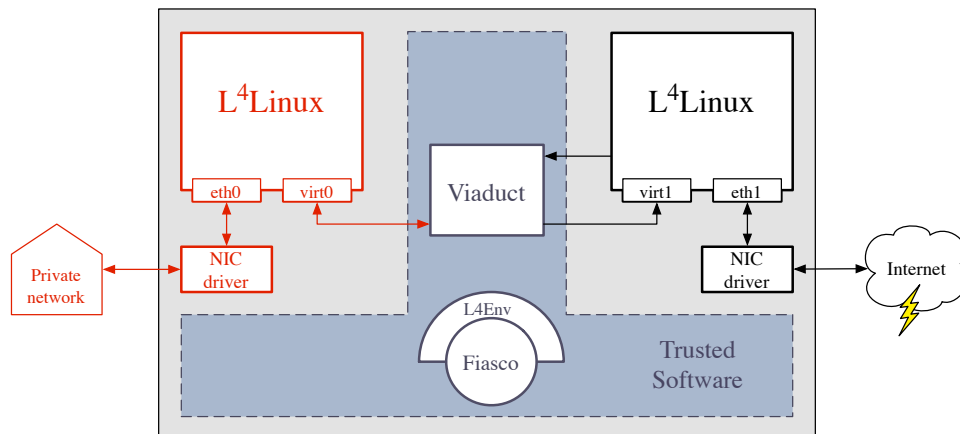 L⁴Linux
L⁴Linux
eth0
virt0
Viaduct
virt1
eth1
NIC
driver
NIC
driver
Private
network
Internet
L4Env
Fiasco
Trusted
Software